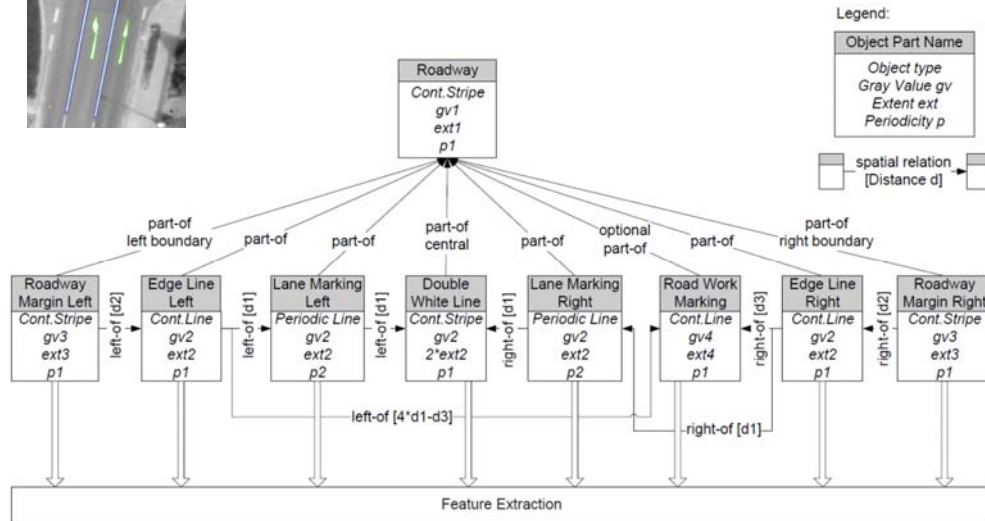 Legend:
Object Part Name
Object type
Gray Value gv
Extent ext
Periodicity p
spatial relation
[Distance d]
Roadway
Cont.Stripe
gv1
ext1
p1
part-of
left boundary
part-of
part-of
part-of
central
part-of
optional
part-of
part-of
part-of
right boundary
Roadway
Margin Left
Cont.Stripe
gv3
ext3
p1
left-of [d2]
Edge Line
Left
Cont.Line
gv2
ext2
p1
left-of [d1]
Lane Marking
Left
Periodic Line
gv2
ext2
p2
left-of [d1]
Double
White Line
Cont.Stripe
gv2
2*ext2
p1
right-of [d1]
Lane Marking
Right
Periodic Line
gv2
ext2
p2
Road Work
Marking
Cont.Line
gv4
ext4
p1
right-of [d3]
Edge Line
Right
Cont.Line
gv2
ext2
p1
right-of [d2]
Roadway
Margin Right
Cont.Stripe
gv3
ext3
p1
left-of [4*d1-d3]
right-of [d1]
Feature Extraction